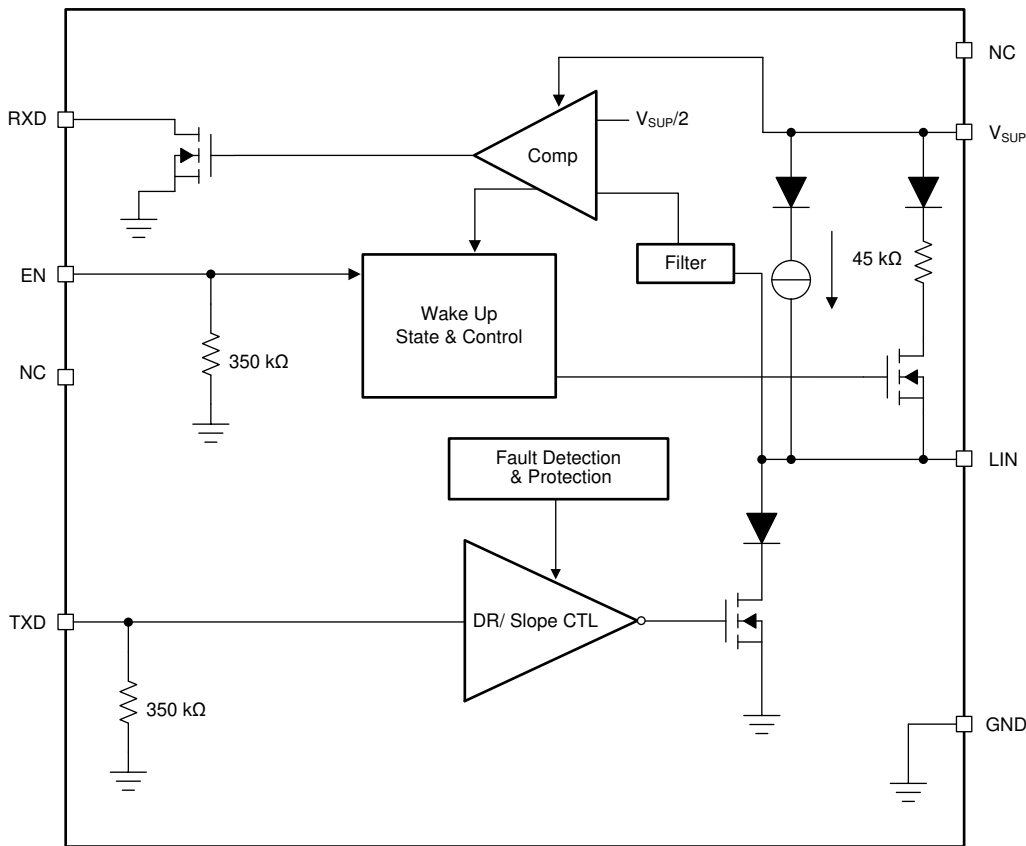 NC
RXD
V_SUP/2
V_SUP
Comp
EN
Filter
45 kΩ
Wake Up
State & Control
350 kΩ
NC
Fault Detection
& Protection
LIN
TXD
DR/ Slope CTL
350 kΩ
GND